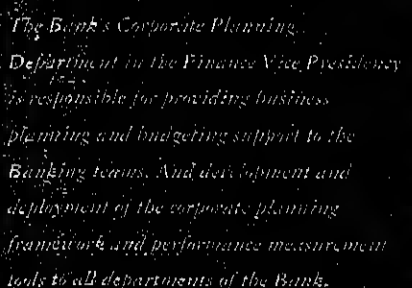 The Bank's Corporate Planning
Department in the Finance Vice Presidency
is responsible for providing business
planning and budgeting support to the
Banking teams. And development and
deployment of the corporate planning
framework and performance measurement
tools to all departments of the Bank.